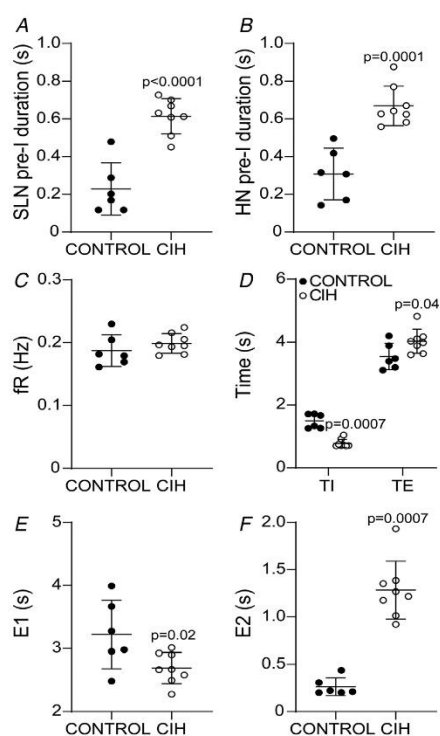 A
SLN pre-I duration (s)
1.0
0.8
0.6
0.4
0.2
0.0
p<0.0001
CONTROL CIH
B
HN pre-I duration (s)
1.0
0.8
0.6
0.4
0.2
0.0
p=0.0001
CONTROL CIH
C
fR (Hz)
0.3
0.2
0.1
CONTROL CIH
D
Time (s)
6
4
2
0
CONTROL
CIH
p=0.04
p=0.0007
TI
TE
E
E1 (s)
5
4
3
2
p=0.02
CONTROL CIH
F
E2 (s)
2.0
1.5
1.0
0.5
0.0
p=0.0007
CONTROL CIH